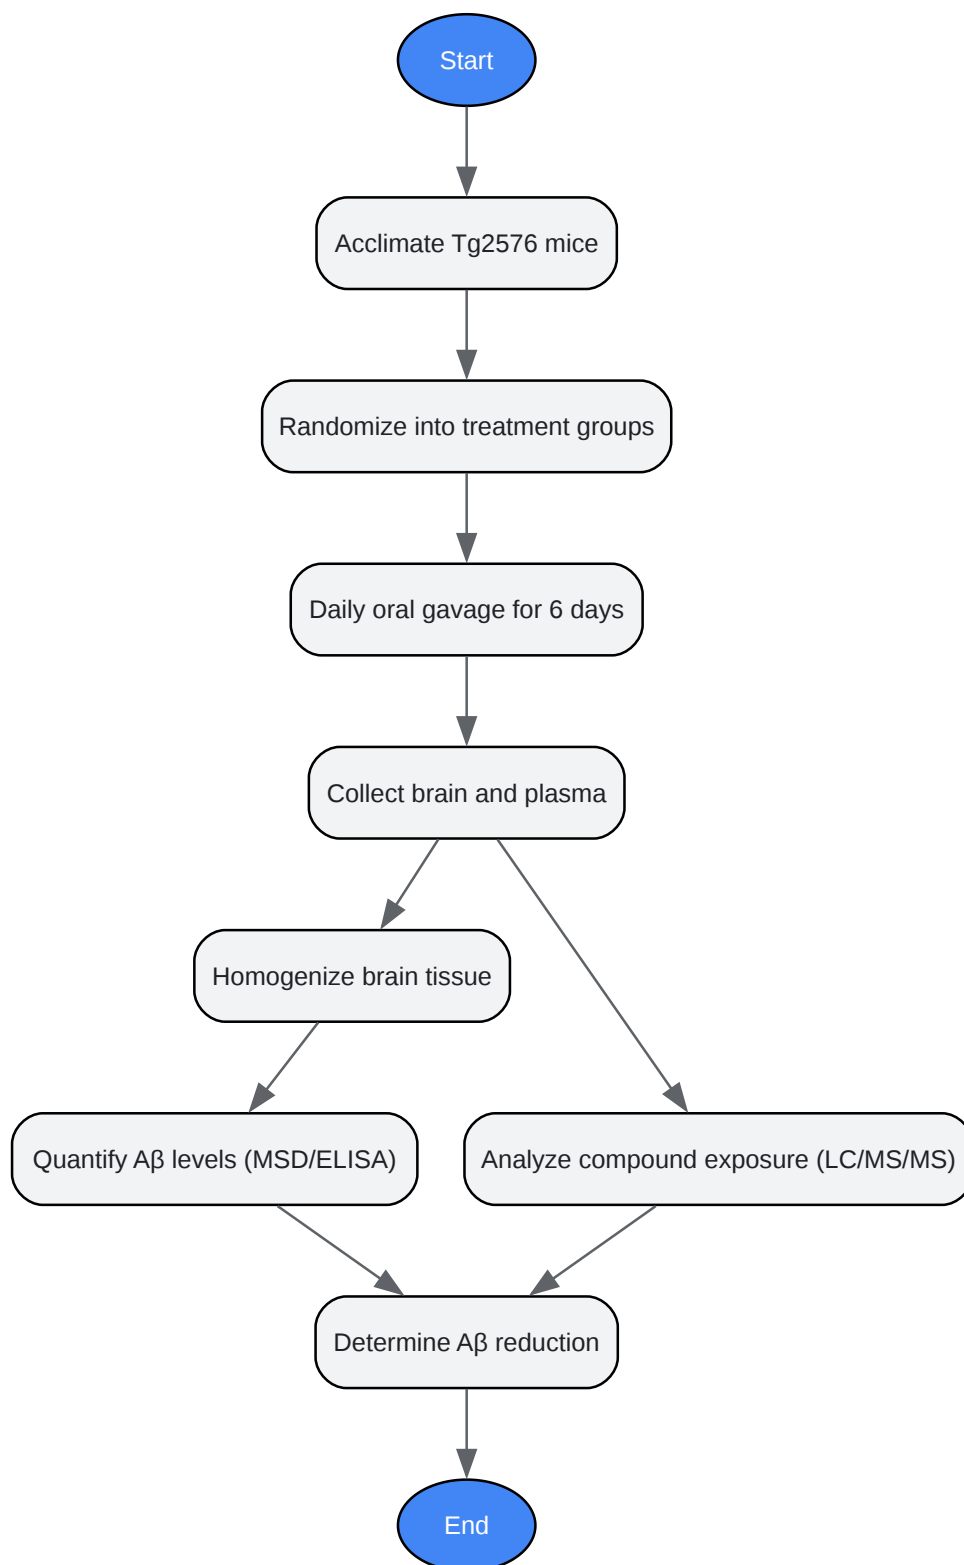 Start
Acclimate Tg2576 mice
Randomize into treatment groups
Daily oral gavage for 6 days
Collect brain and plasma
Homogenize brain tissue
Quantify Aβ levels (MSD/ELISA)
Analyze compound exposure (LC/MS/MS)
Determine Aβ reduction
End